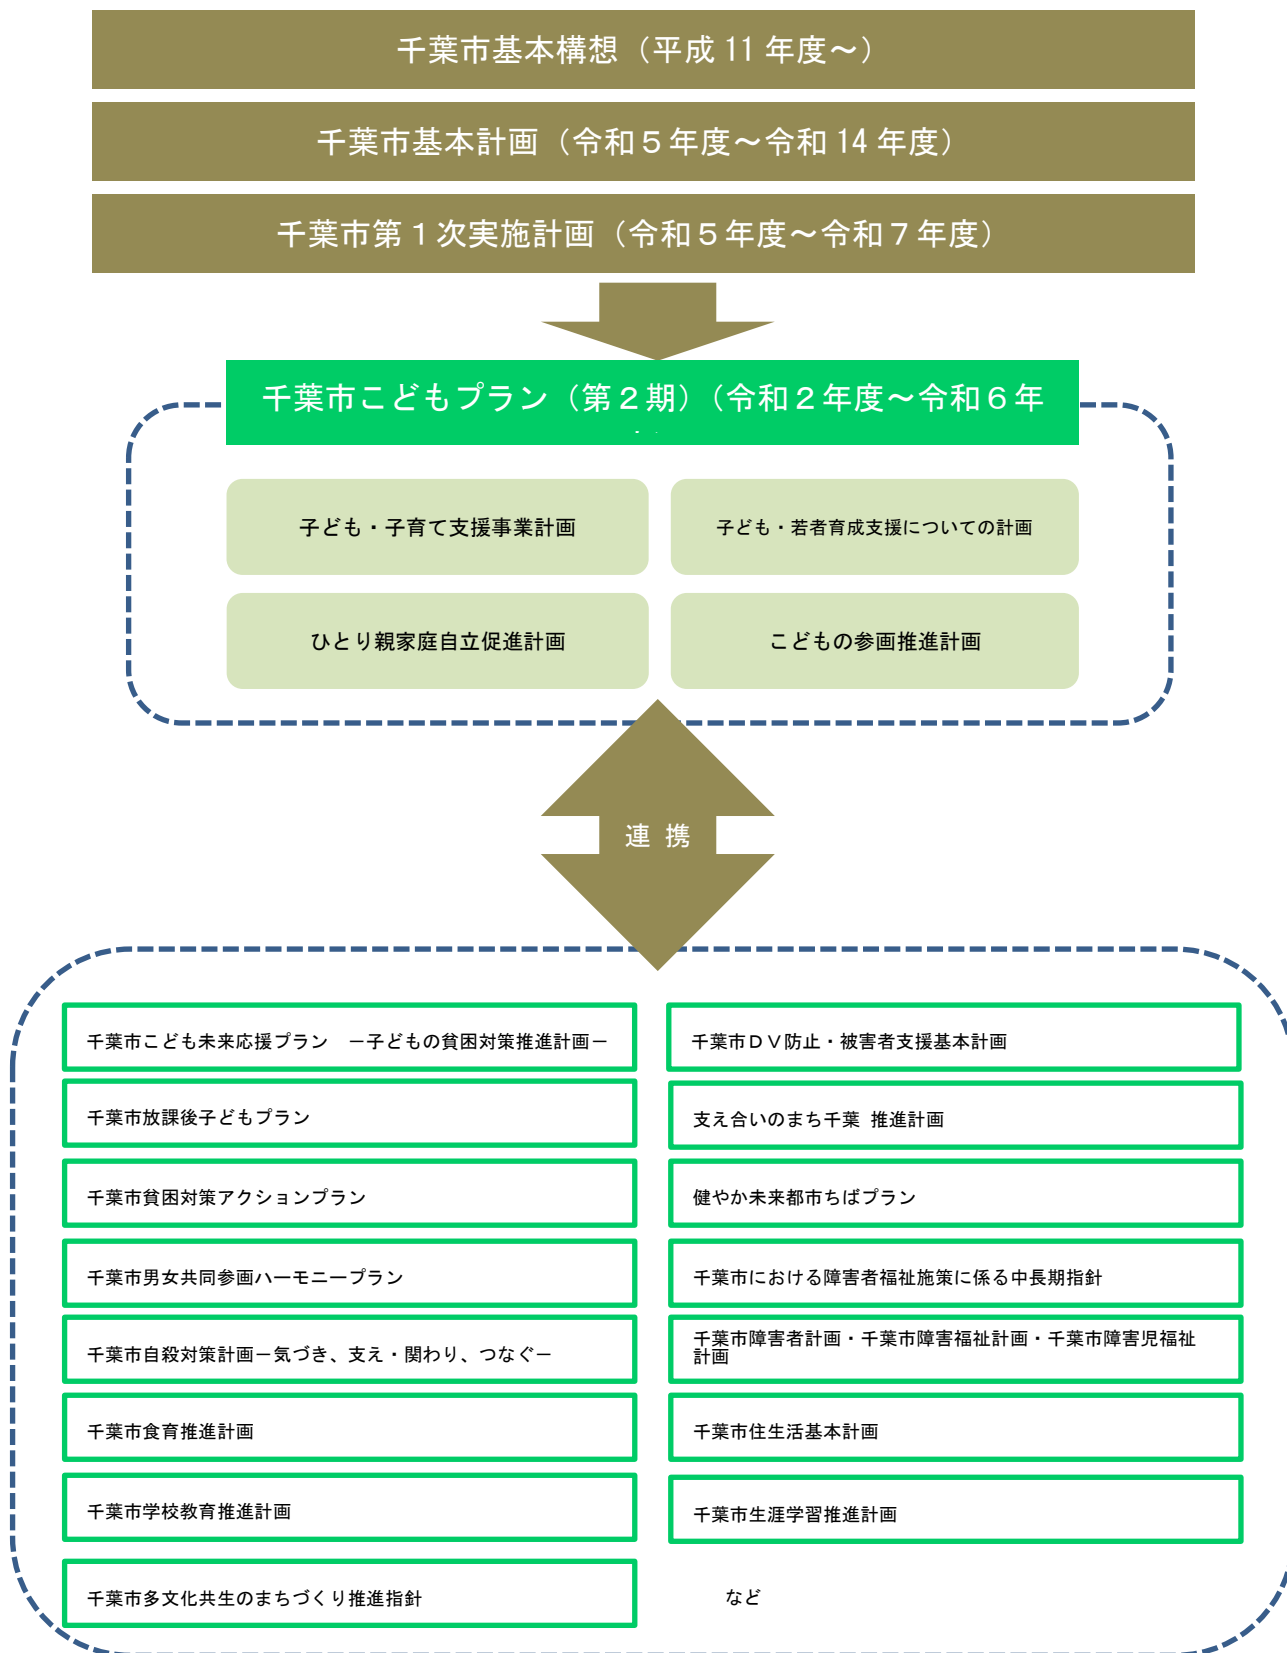 千葉市基本構想（平成 11 年度～）
千葉市基本計画（令和５年度～令和 14 年度）
千葉市第１次実施計画（令和５年度～令和７年度）
千葉市こどもプラン（第２期）（令和２年度～令和６年
子ども・子育て支援事業計画
子ども・若者育成支援についての計画
ひとり親家庭自立促進計画
こどもの参画推進計画
連 携
千葉市こども未来応援プラン　－子どもの貧困対策推進計画－
千葉市ＤＶ防止・被害者支援基本計画
千葉市放課後子どもプラン
支え合いのまち千葉 推進計画
千葉市貧困対策アクションプラン
健やか未来都市ちばプラン
千葉市男女共同参画ハーモニープラン
千葉市における障害者福祉施策に係る中長期指針
千葉市自殺対策計画－気づき、支え・関わり、つなぐ－
千葉市障害者計画・千葉市障害福祉計画・千葉市障害児福祉
計画
千葉市食育推進計画
千葉市住生活基本計画
千葉市学校教育推進計画
千葉市生涯学習推進計画
千葉市多文化共生のまちづくり推進指針
など